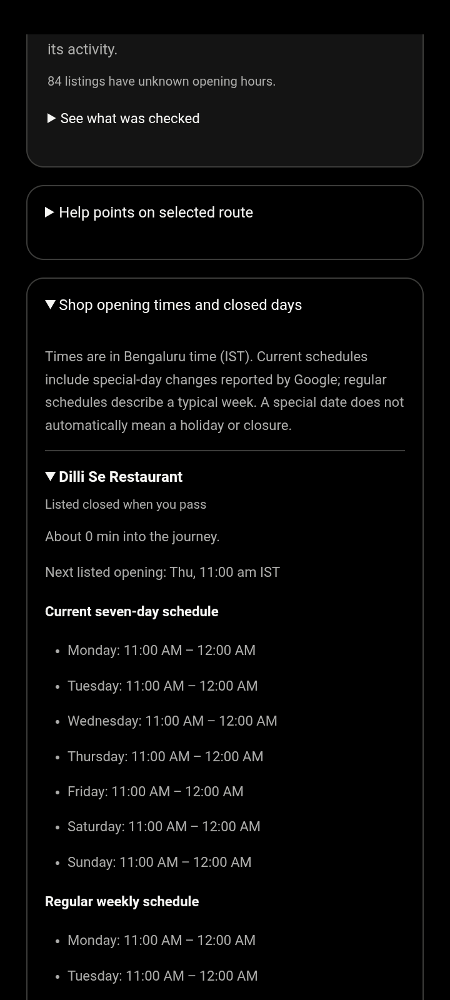 its activity.
84 listings have unknown opening hours.
▶ See what was checked
▶ Help points on selected route
▼ Shop opening times and closed days
Times are in Bengaluru time (IST). Current schedules
include special-day changes reported by Google; regular
schedules describe a typical week. A special date does not
automatically mean a holiday or closure.
▼ Dilli Se Restaurant
Listed closed when you pass
About 0 min into the journey.
Next listed opening: Thu, 11:00 am IST
Current seven-day schedule
• Monday: 11:00 AM – 12:00 AM
• Tuesday: 11:00 AM – 12:00 AM
• Wednesday: 11:00 AM – 12:00 AM
• Thursday: 11:00 AM – 12:00 AM
• Friday: 11:00 AM – 12:00 AM
• Saturday: 11:00 AM – 12:00 AM
• Sunday: 11:00 AM – 12:00 AM
Regular weekly schedule
• Monday: 11:00 AM – 12:00 AM
• Tuesday: 11:00 AM – 12:00 AM